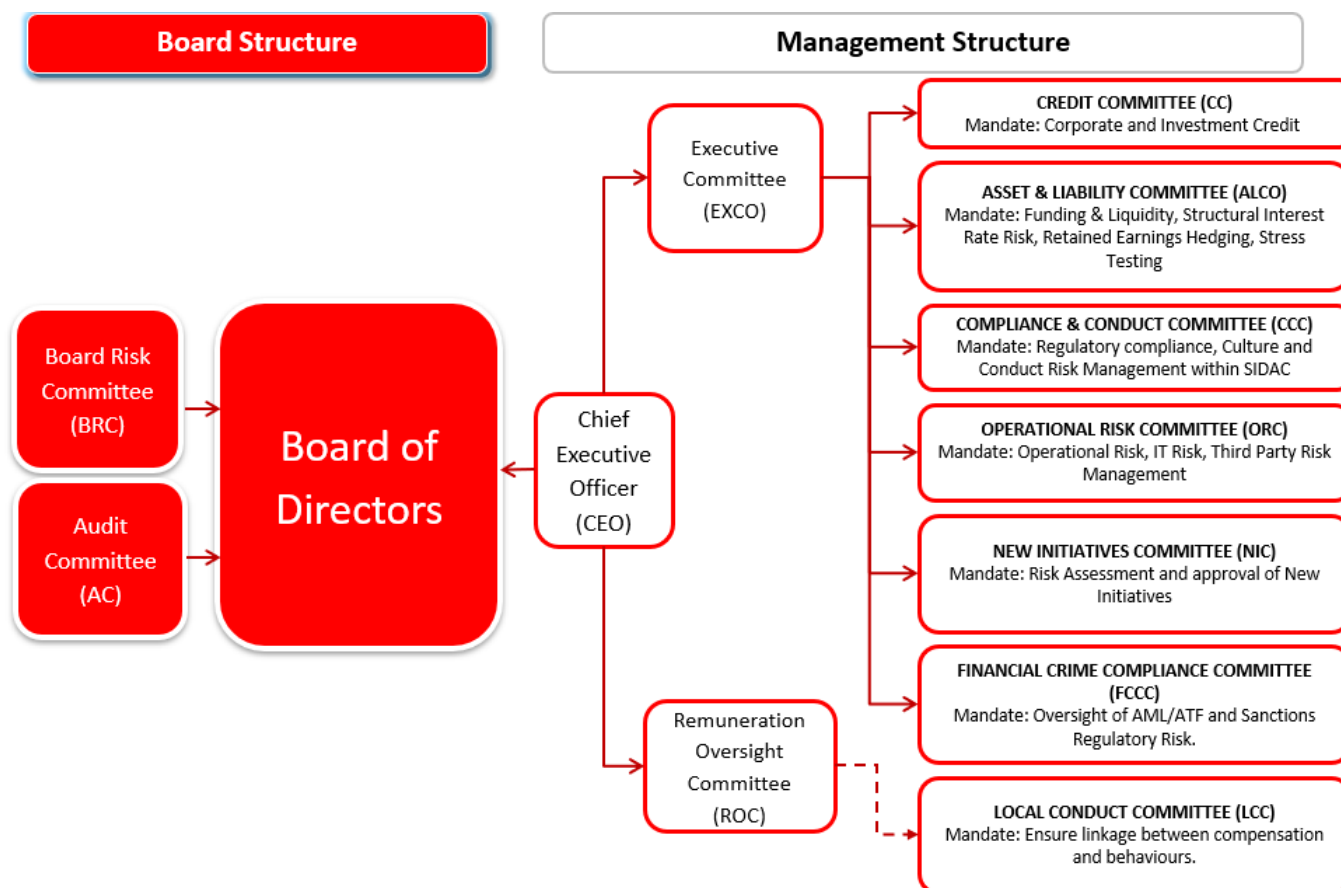 Board Structure
Management Structure
Board Risk
Committee
(BRC)
Audit
Committee
(AC)
Board of
Directors
Chief
Executive
Officer
(CEO)
Executive
Committee
(EXCO)
Remuneration
Oversight
Committee
(ROC)
CREDIT COMMITTEE (CC)
Mandate: Corporate and Investment Credit
ASSET & LIABILITY COMMITTEE (ALCO)
Mandate: Funding & Liquidity, Structural Interest
Rate Risk, Retained Earnings Hedging, Stress
Testing
COMPLIANCE & CONDUCT COMMITTEE (CCC)
Mandate: Regulatory compliance, Culture and
Conduct Risk Management within SIDAC
OPERATIONAL RISK COMMITTEE (ORC)
Mandate: Operational Risk, IT Risk, Third Party Risk
Management
NEW INITIATIVES COMMITTEE (NIC)
Mandate: Risk Assessment and approval of New
Initiatives
FINANCIAL CRIME COMPLIANCE COMMITTEE
(FCCC)
Mandate: Oversight of AML/ATF and Sanctions
Regulatory Risk.
LOCAL CONDUCT COMMITTEE (LCC)
Mandate: Ensure linkage between compensation
and behaviours.